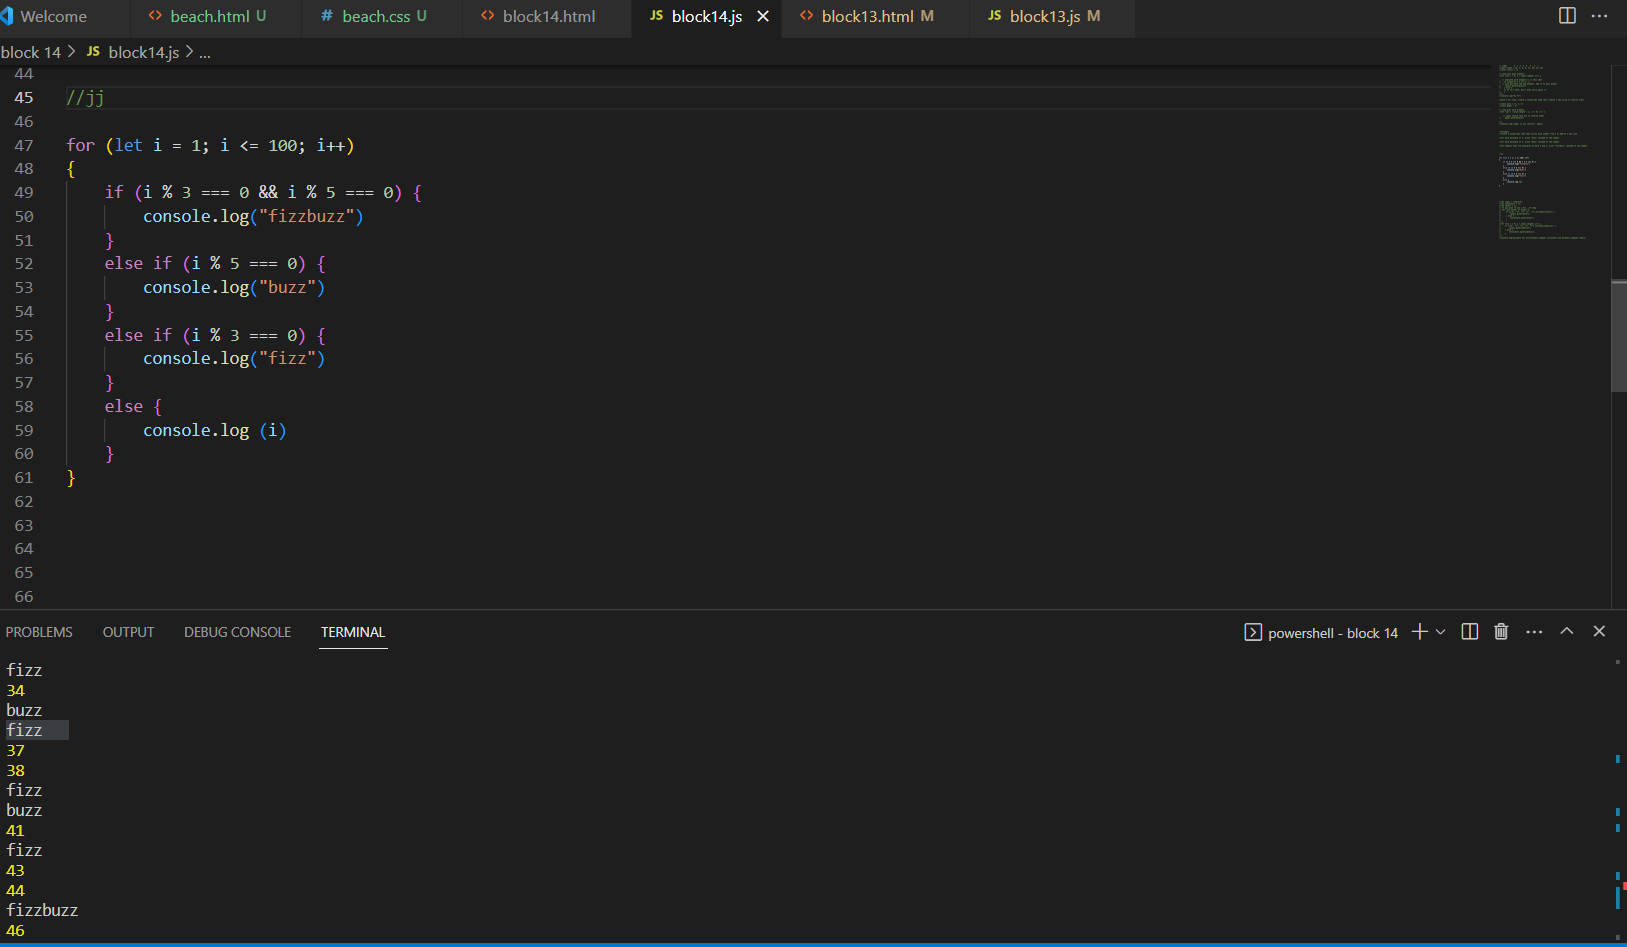 Welcome
beach.html U
beach.css U
block14.html
JS block14.js
block13.html M
JS block13.js M
block 14 > JS block14.js > ...
44
45 //jj
46
47 for (let i = 1; i <= 100; i++)
48 {
49 if (i % 3 === 0 && i % 5 === 0) {
50 console.log("fizzbuzz")
51 }
52 else if (i % 5 === 0) {
53 console.log("buzz")
54 }
55 else if (i % 3 === 0) {
56 console.log("fizz")
57 }
58 else {
59 console.log (i)
60 }
61 }
62
63
64
65
66
PROBLEMS OUTPUT DEBUG CONSOLE TERMINAL powershell - block 14
fizz
34
buzz
fizz
37
38
fizz
buzz
41
fizz
43
44
fizzbuzz
46